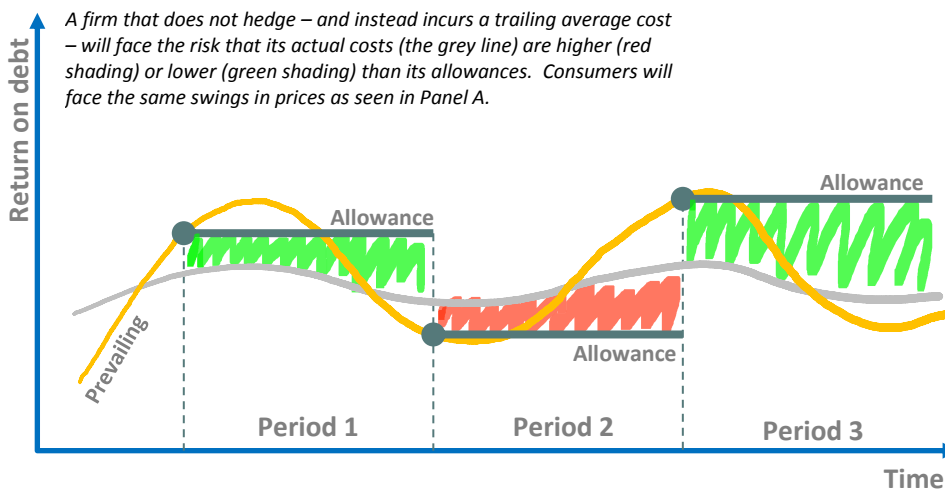 A firm that does not hedge – and instead incurs a trailing average cost
– will face the risk that its actual costs (the grey line) are higher (red
shading) or lower (green shading) than its allowances.  Consumers will
face the same swings in prices as seen in Panel A.
Return on debt
Allowance
Allowance
Prevailing
Allowance
Period 1
Period 2
Period 3
Time